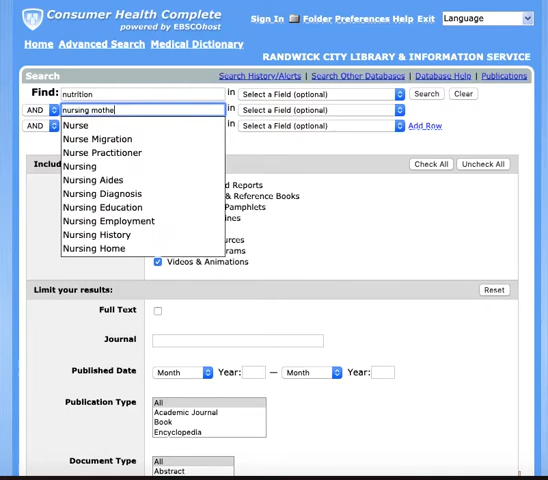 Consumer Health Complete
powered by EBSCOhost
Sign In Folder Preferences Help Exit Language
Home Advanced Search Medical Dictionary
RANDWICK CITY LIBRARY & INFORMATION SERVICE
Search Search History/Alerts Search Other Databases Database Help Publications
Find: nutrition in Select a Field (optional) Search Clear
AND nursing mothe in Select a Field (optional)
AND in Select a Field (optional) Add Row
Nurse
Nurse Migration
Nurse Practitioner
Nursing
Nursing Aides
Nursing Diagnosis
Nursing Education
Nursing Employment
Nursing History
Nursing Home
Check All Uncheck All
d Reports
& Reference Books
Pamphlets
ines
urces
rams
Videos & Animations
Limit your results: Reset
Full Text
Journal
Published Date Month Year: — Month Year:
Publication Type All
Academic Journal
Book
Encyclopedia
Document Type All
Abstract